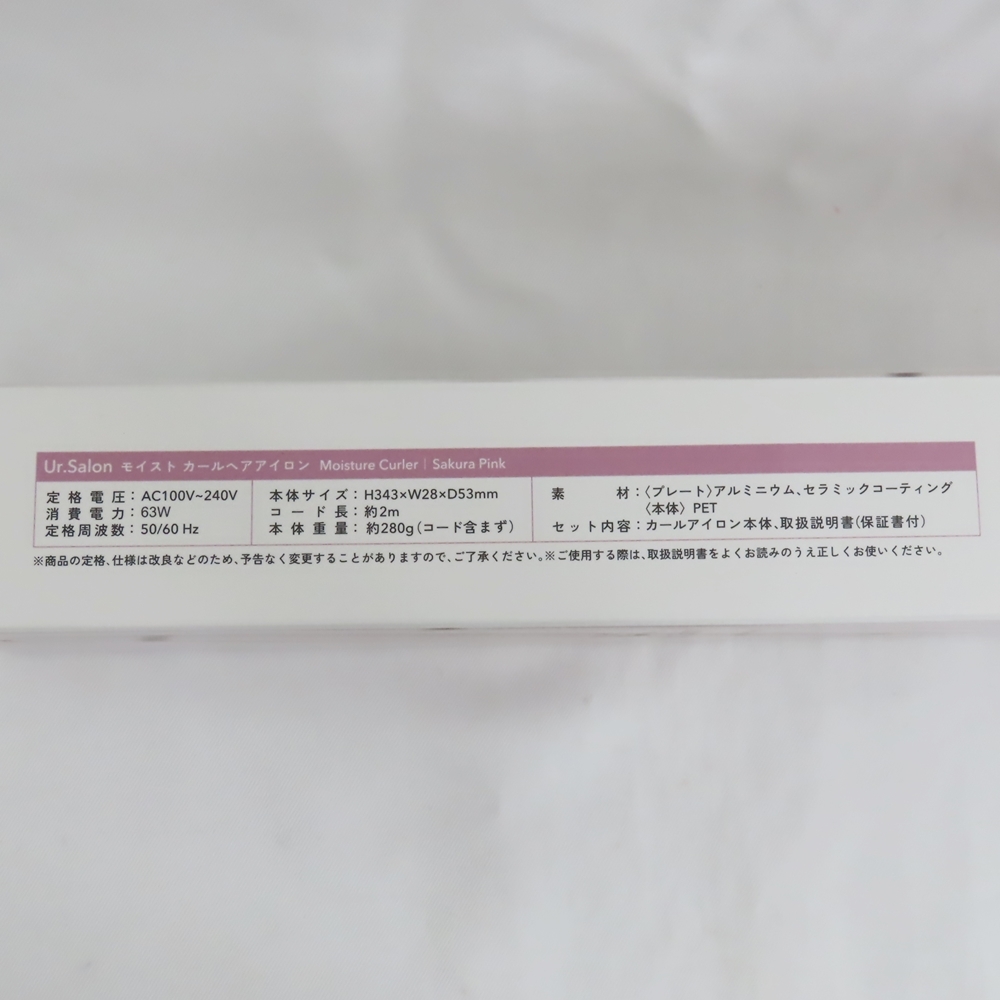 Ur.Salon モイスト カールヘアアイロン Moisture Curler | Sakura Pink
定格電圧：AC100V~240V
消費電力：63W
定格周波数：50/60 Hz
本体サイズ：H343×W28×D53mm
コード長：約2m
本体重量：約280g（コード含まず）
素材：〈プレート〉アルミニウム、セラミックコーティング
〈本体〉PET
セット内容：カールアイロン本体、取扱説明書（保証書付）
※商品の定格、仕様は改良などのため、予告なく変更することがありますので、ご了承ください。※ご使用する際は、取扱説明書をよくお読みのうえ正しくお使いください。